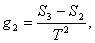 g₂ = (S₃ − S₂) / T²,